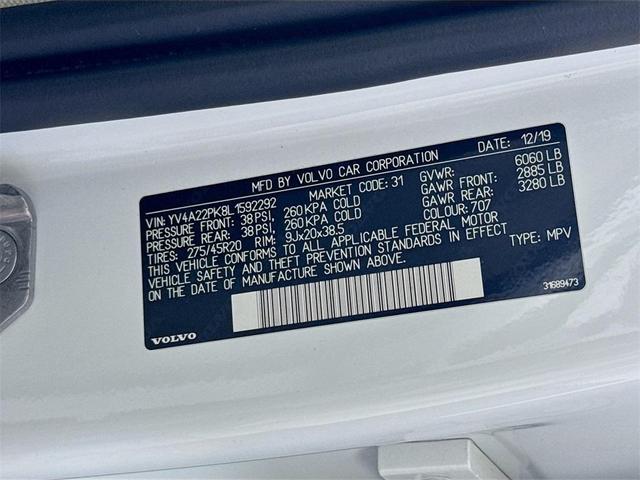 MFD BY VOLVO CAR CORPORATION DATE: 12/19
VIN: YV4A22PK8L1592292 MARKET CODE: 31 GVWR: 6060 LB
PRESSURE FRONT: 38 PSI, 260 KPA COLD GAWR FRONT: 2885 LB
PRESSURE REAR: 38 PSI, 260 KPA COLD GAWR REAR: 3280 LB
TIRES: 275/45R20 RIM: 9Jx20x38.5 COLOUR: 707
THIS VEHICLE CONFORMS TO ALL APPLICABLE FEDERAL MOTOR
VEHICLE SAFETY AND THEFT PREVENTION STANDARDS IN EFFECT
ON DATE OF MANUFACTURE SHOWN ABOVE. TYPE: MPV
VOLVO 31689473